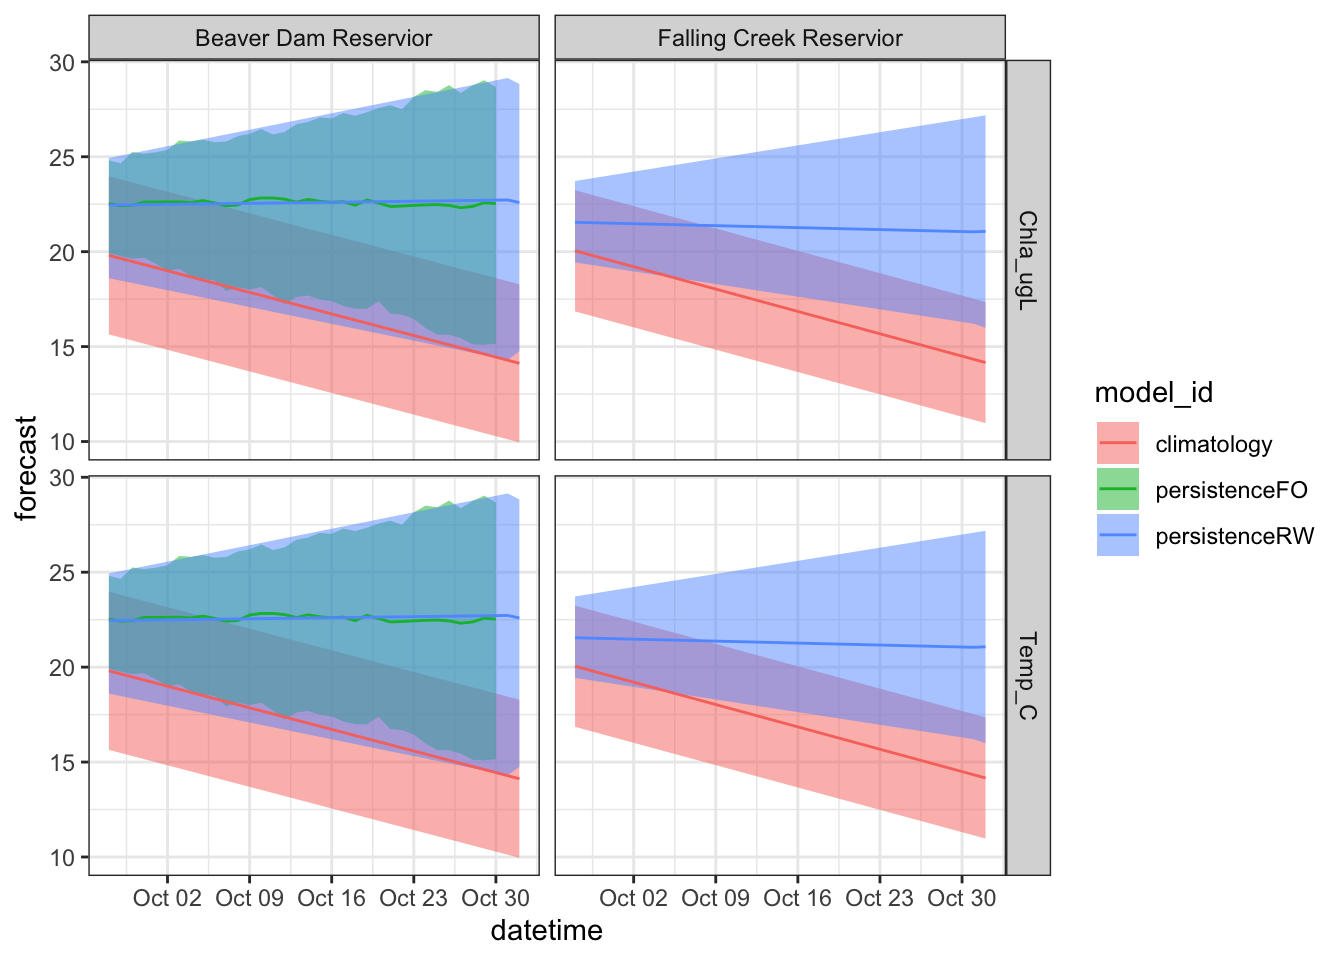 Beaver Dam Reservior
Falling Creek Reservior
30
25
20
15
10
Chla_ugL
30
25
20
15
10
Temp_C
forecast
Oct 02
Oct 09
Oct 16
Oct 23
Oct 30
Oct 02
Oct 09
Oct 16
Oct 23
Oct 30
datetime
model_id
climatology
persistenceFO
persistenceRW